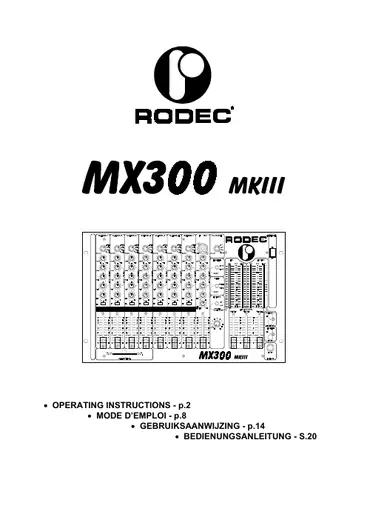 RODEC
MX300 MKIII
RODEC
MX300 MKIII
• OPERATING INSTRUCTIONS - p.2
• MODE D'EMPLOI - p.8
• GEBRUIKSAANWIJZING - p.14
• BEDIENUNGSANLEITUNG - S.20